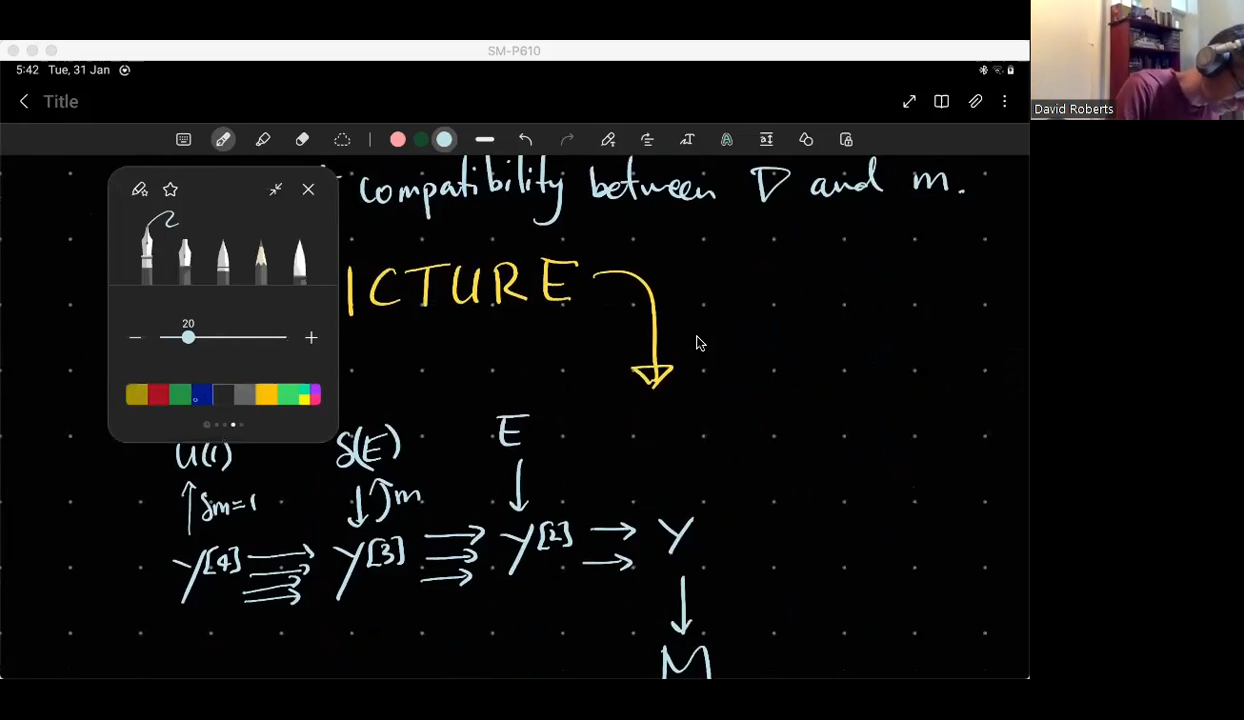 SM-P610
5:42 Tue, 31 Jan
Title
David Roberts
compatibility between ∇ and m.
ICTURE
20
U(1) δ(E) E
δm=1 m
Y[4] Y[3] Y[2] Y
M